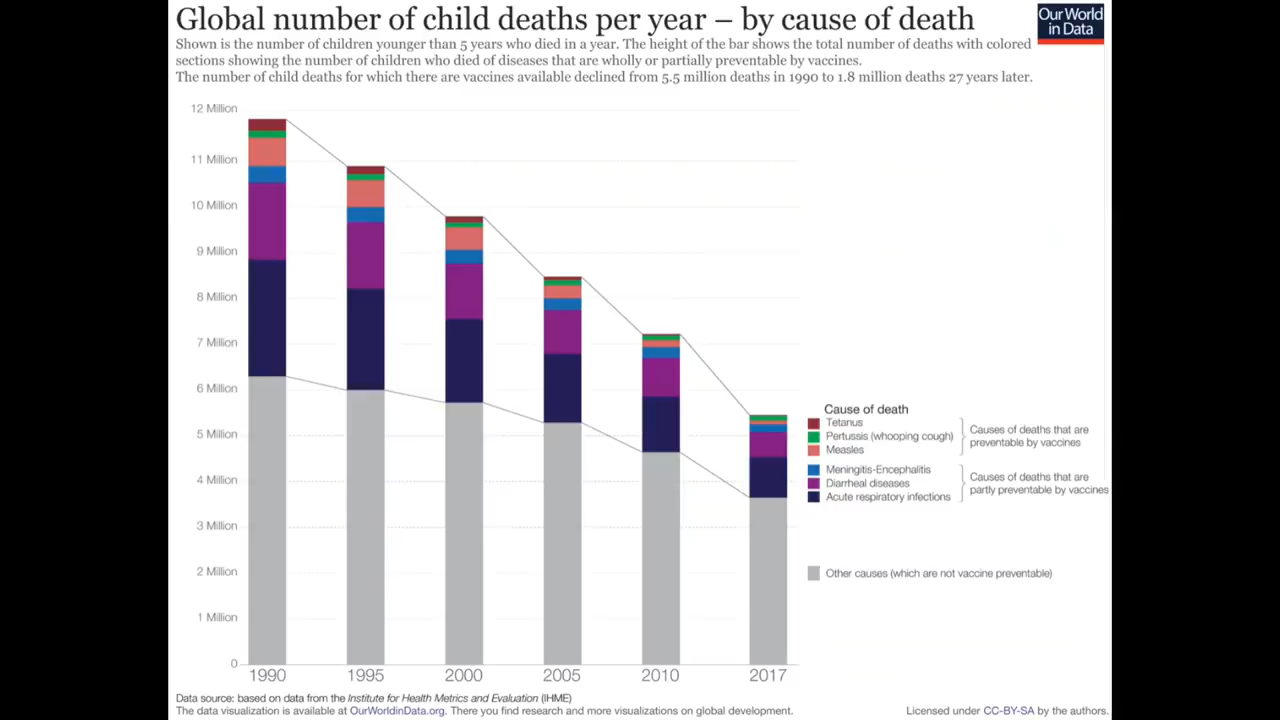 Global number of child deaths per year – by cause of death
Our World
in Data
Shown is the number of children younger than 5 years who died in a year. The height of the bar shows the total number of deaths with colored
sections showing the number of children who died of diseases that are wholly or partially preventable by vaccines.
The number of child deaths for which there are vaccines available declined from 5.5 million deaths in 1990 to 1.8 million deaths 27 years later.
12 Million
11 Million
10 Million
9 Million
8 Million
7 Million
6 Million
5 Million
4 Million
3 Million
2 Million
1 Million
0
1990
1995
2000
2005
2010
2017
Cause of death
Tetanus
Pertussis (whooping cough)
Measles
Causes of deaths that are
preventable by vaccines
Meningitis-Encephalitis
Diarrheal diseases
Acute respiratory infections
Causes of deaths that are
partly preventable by vaccines
Other causes (which are not vaccine preventable)
Data source: based on data from the Institute for Health Metrics and Evaluation (IHME)
The data visualization is available at OurWorldinData.org. There you find research and more visualizations on global development.
Licensed under CC-BY-SA by the authors.